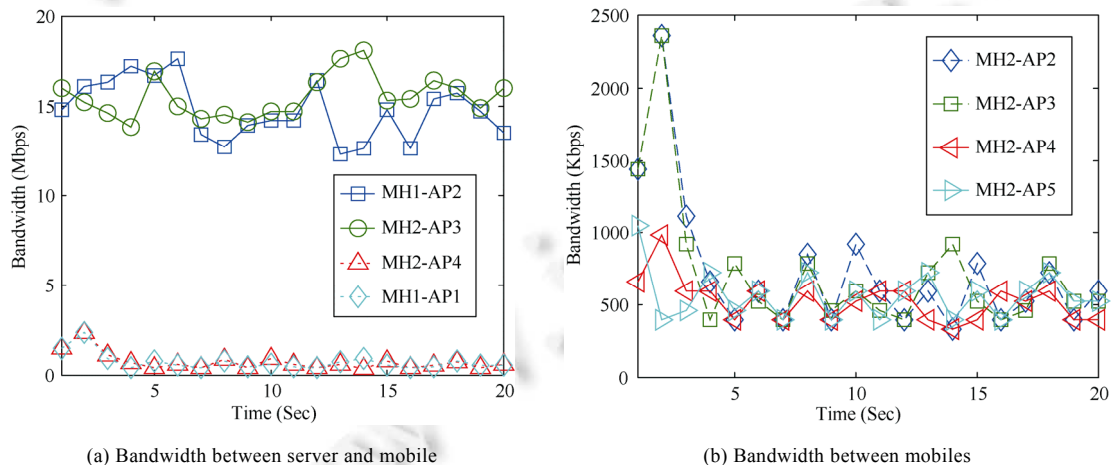 20
15
15
5
0
Bandwidth (Mbps)
MH1-AP2
MH2-AP3
MH2-AP4
MH1-AP1
5
10
15
20
Time (Sec)
(a) Bandwidth between server and mobile
2500
2000
1500
1000
500
0
Bandwidth (Kbps)
MH2-AP2
MH2-AP3
MH2-AP4
MH2-AP5
5
10
15
20
Time (Sec)
(b) Bandwidth between mobiles